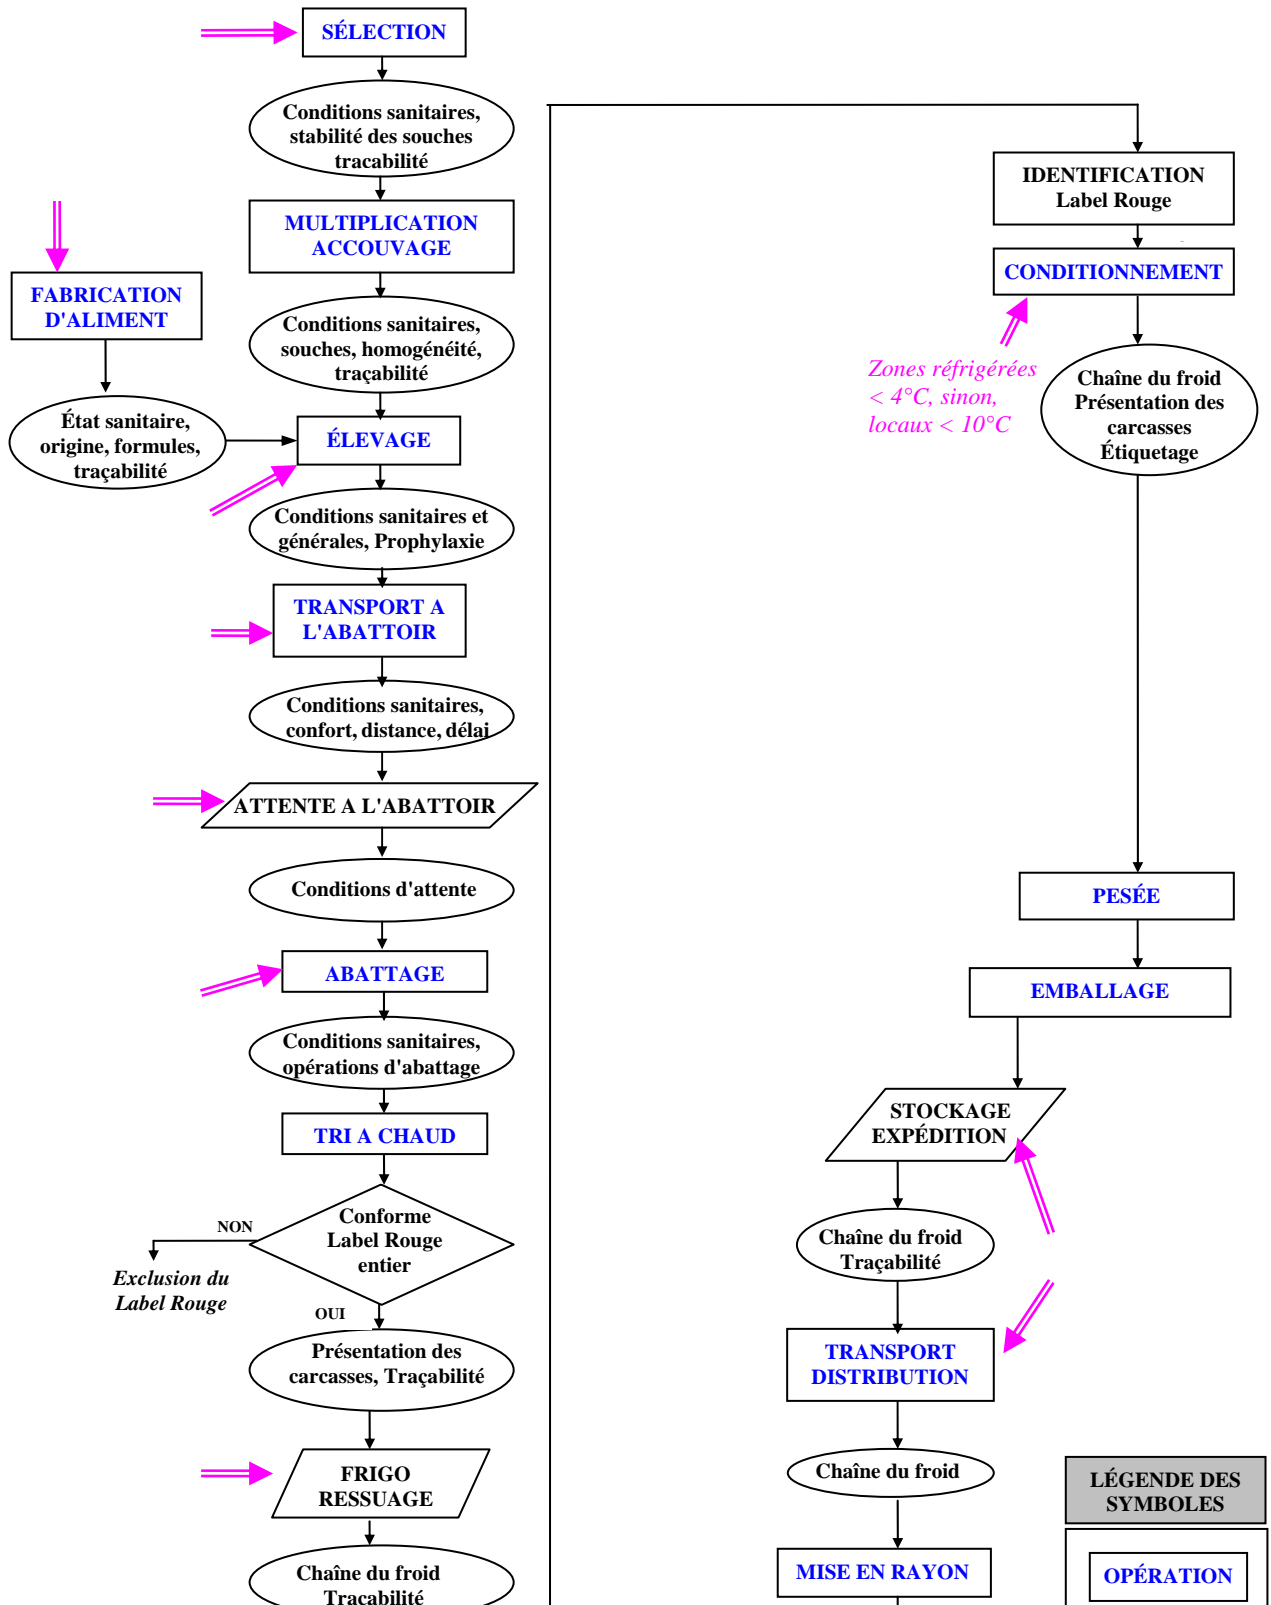 SÉLECTION
Conditions sanitaires,
stabilité des souches
tracabilité
MULTIPLICATION
ACCOUVAGE
FABRICATION
D'ALIMENT
Conditions sanitaires,
souches, homogénéité,
traçabilité
État sanitaire,
origine, formules,
traçabilité
ÉLEVAGE
Conditions sanitaires et
générales, Prophylaxie
TRANSPORT A
L'ABATTOIR
Conditions sanitaires,
confort, distance, délai
ATTENTE A L'ABATTOIR
Conditions d'attente
ABATTAGE
Conditions sanitaires,
opérations d'abattage
TRI A CHAUD
Conforme
Label Rouge
entier
NON
Exclusion du
Label Rouge
OUI
Présentation des
carcasses, Traçabilité
FRIGO
RESSUAGE
Chaîne du froid
Traçabilité
IDENTIFICATION
Label Rouge
CONDITIONNEMENT
Zones réfrigérées
< 4°C, sinon,
locaux < 10°C
Chaîne du froid
Présentation des
carcasses
Étiquetage
PESÉE
EMBALLAGE
STOCKAGE
EXPÉDITION
Chaîne du froid
Traçabilité
TRANSPORT
DISTRIBUTION
Chaîne du froid
MISE EN RAYON
LÉGENDE DES
SYMBOLES
OPÉRATION